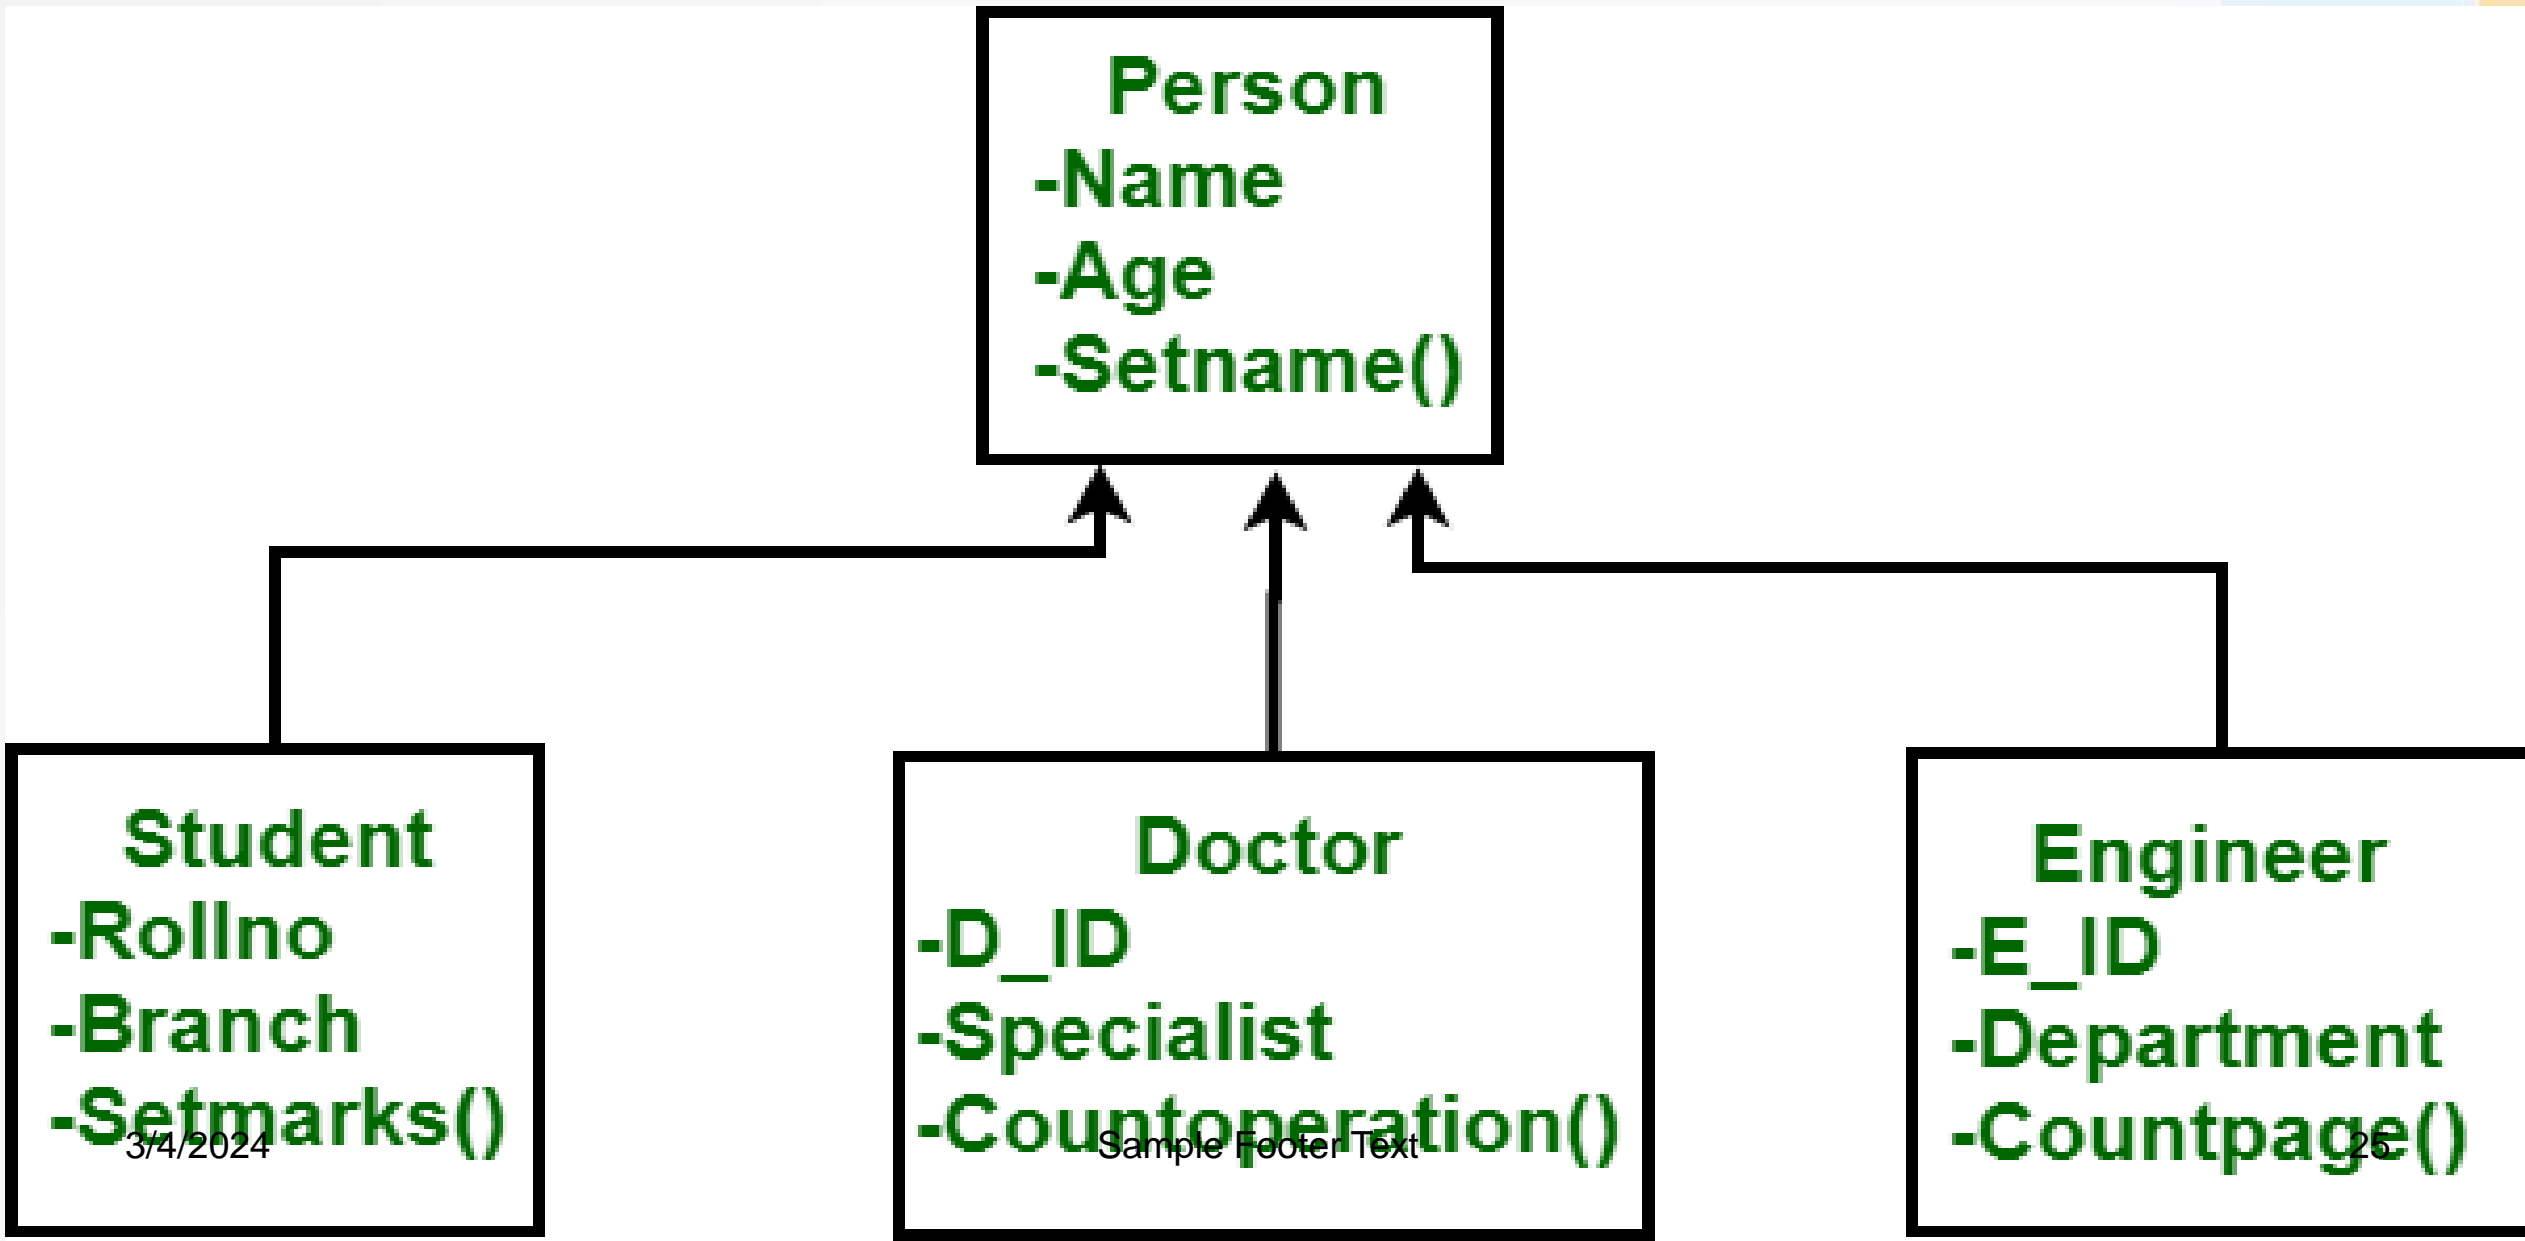 Person
-Name
-Age
-Setname()
Student
-Rollno
-Branch
-Setmarks()
Doctor
-D_ID
-Specialist
-Countoperation()
Engineer
-E_ID
-Department
-Countpage()
3/4/2024
Sample Footer Text
25